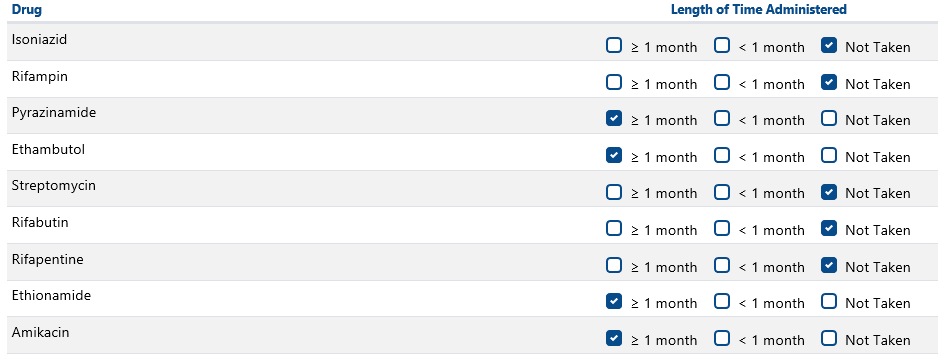 Drug Length of Time Administered
Isoniazid ≥ 1 month < 1 month Not Taken
Rifampin ≥ 1 month < 1 month Not Taken
Pyrazinamide ≥ 1 month < 1 month Not Taken
Ethambutol ≥ 1 month < 1 month Not Taken
Streptomycin ≥ 1 month < 1 month Not Taken
Rifabutin ≥ 1 month < 1 month Not Taken
Rifapentine ≥ 1 month < 1 month Not Taken
Ethionamide ≥ 1 month < 1 month Not Taken
Amikacin ≥ 1 month < 1 month Not Taken